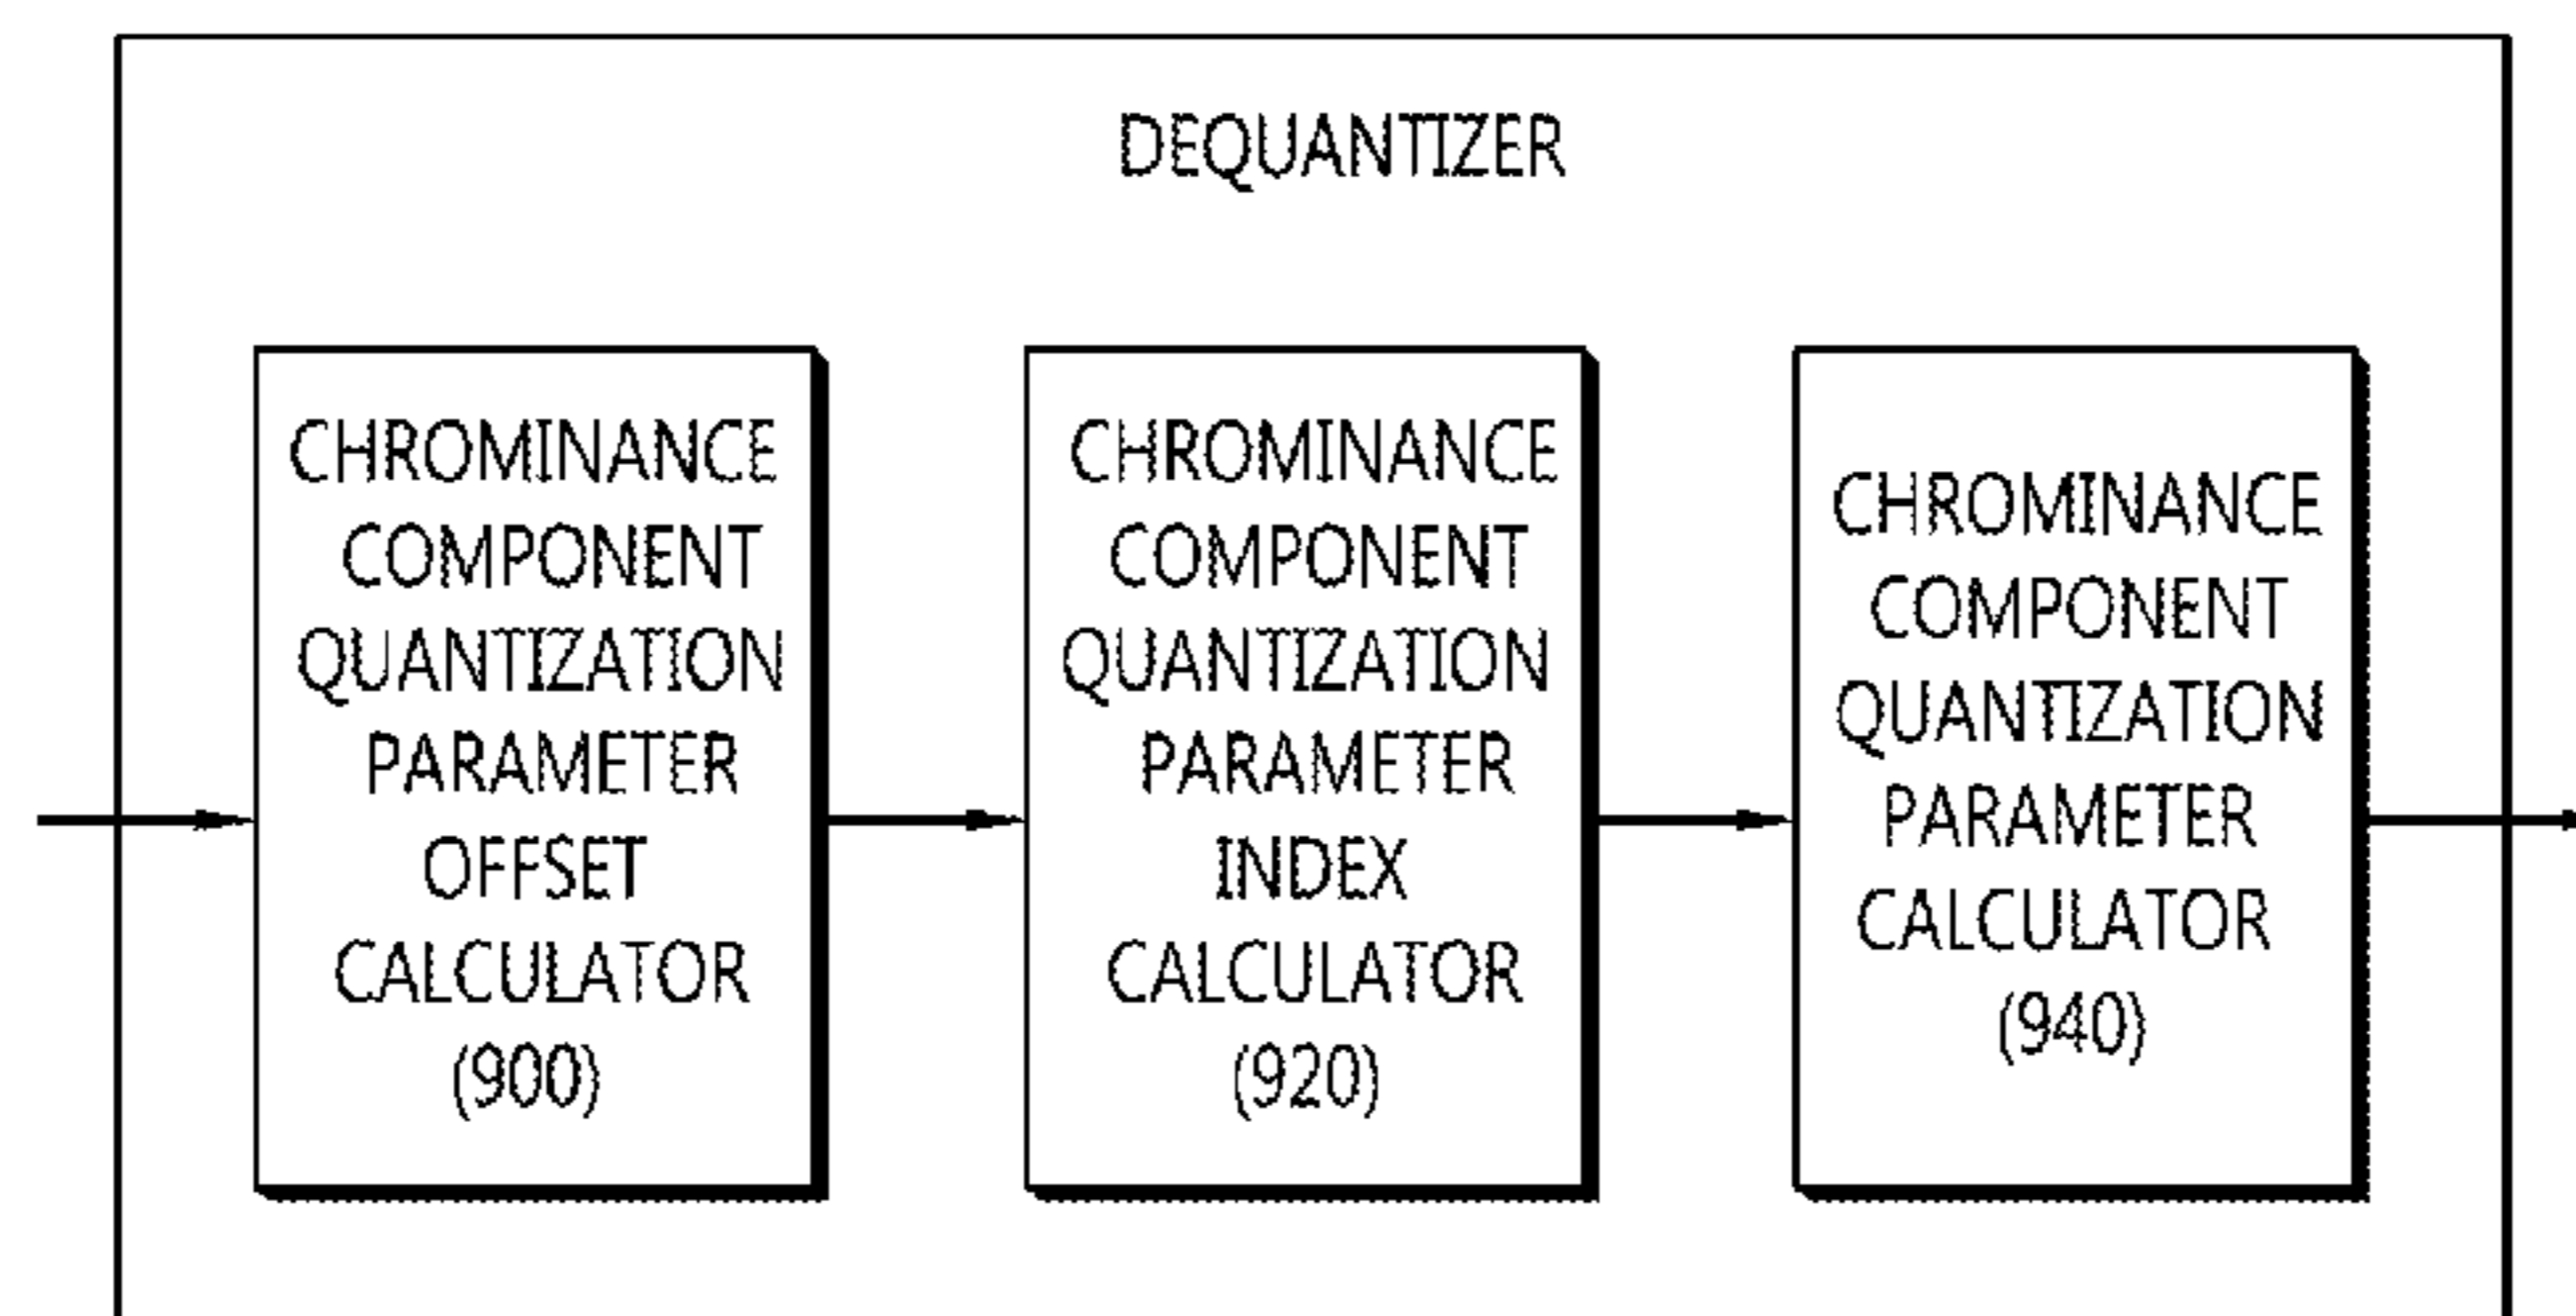 DEQUANTIZER
CHROMINANCE
COMPONENT
QUANTIZATION
PARAMETER
OFFSET
CALCULATOR
(900)
CHROMINANCE
COMPONENT
QUANTIZATION
PARAMETER
INDEX
CALCULATOR
(920)
CHROMINANCE
COMPONENT
QUANTIZATION
PARAMETER
CALCULATOR
(940)